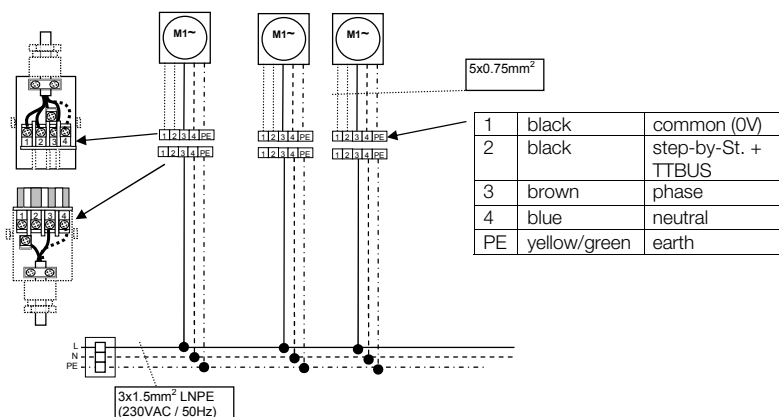 M1~ M1~ M1~
5x0.75mm²
1 2 3 4
1 2 3 4 PE 1 2 3 4 PE 1 2 3 4 PE
1 2 3 4 PE 1 2 3 4 PE 1 2 3 4 PE
1 black common (0V)
2 black step-by-St. +
TTBUS
3 brown phase
4 blue neutral
PE yellow/green earth
1 2 3 4
L
N
PE
3x1.5mm² LNPE
(230VAC / 50Hz)